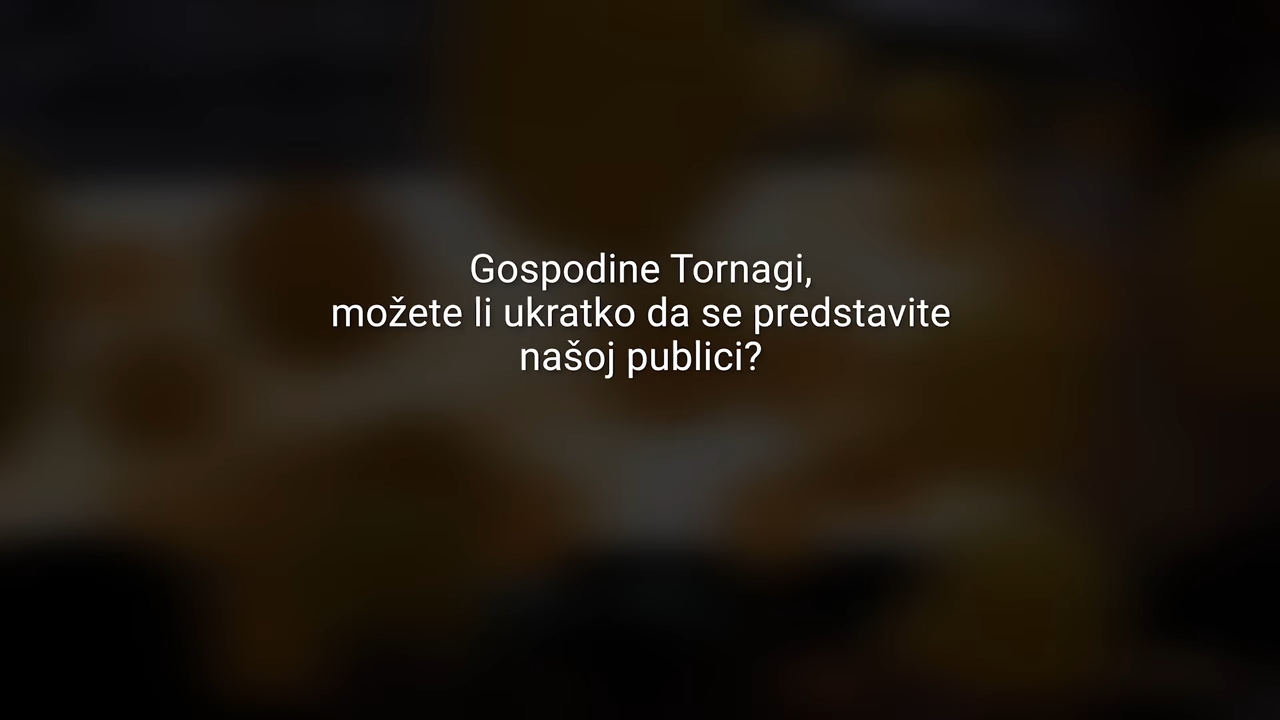 Gospodine Tornagi,
možete li ukratko da se predstavite
našoj publici?